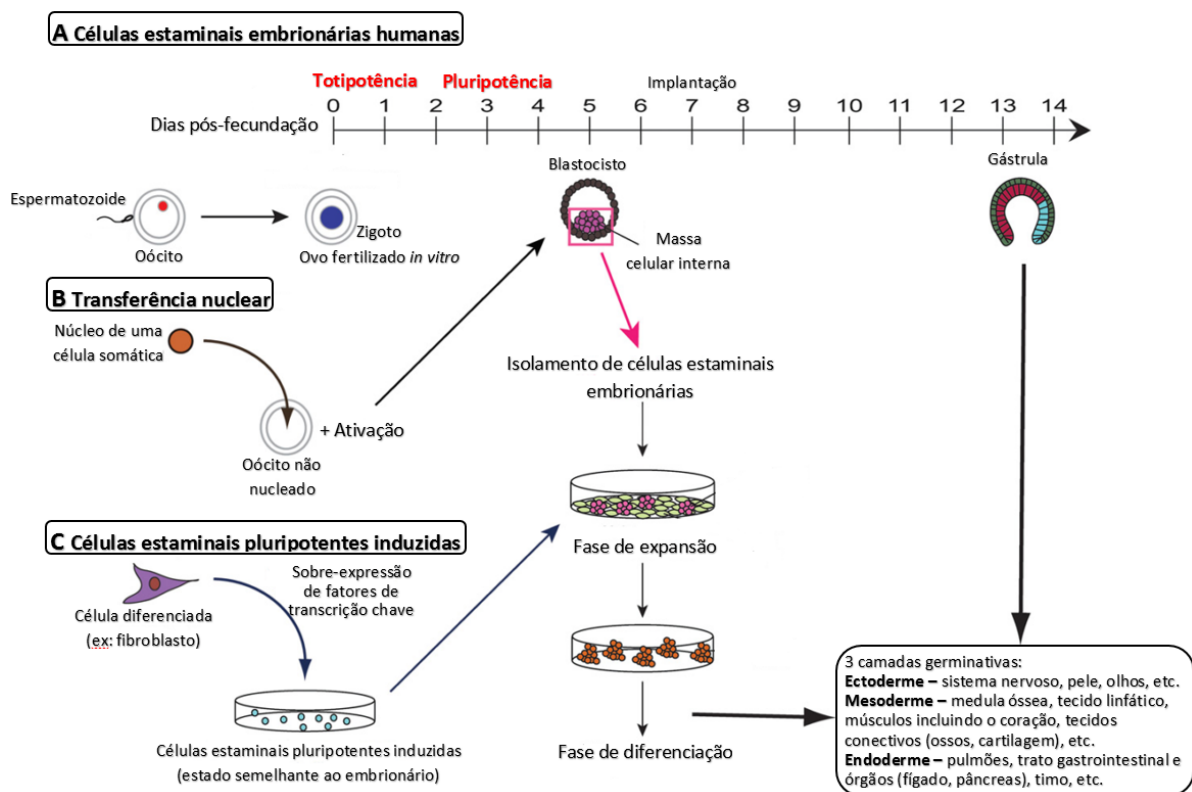 A Células estaminais embrionárias humanas
Totipotência
Pluripotência
Implantação
0 1 2 3 4 5 6 7 8 9 10 11 12 13 14
Dias pós-fecundação
Blastocisto
Gástrula
Espermatozoide
Oócito
Zigoto
Ovo fertilizado in vitro
Massa
celular interna
B Transferência nuclear
Núcleo de uma
célula somática
+ Ativação
Oócito não
nucleado
Isolamento de células estaminais
embrionárias
Fase de expansão
C Células estaminais pluripotentes induzidas
Sobre-expressão
de fatores de
transcrição chave
Célula diferenciada
(ex: fibroblasto)
Células estaminais pluripotentes induzidas
(estado semelhante ao embrionário)
Fase de diferenciação
3 camadas germinativas:
Ectoderme – sistema nervoso, pele, olhos, etc.
Mesoderme – medula óssea, tecido linfático,
músculos incluindo o coração, tecidos
conectivos (ossos, cartilagem), etc.
Endoderme – pulmões, trato gastrointestinal e
órgãos (fígado, pâncreas), timo, etc.